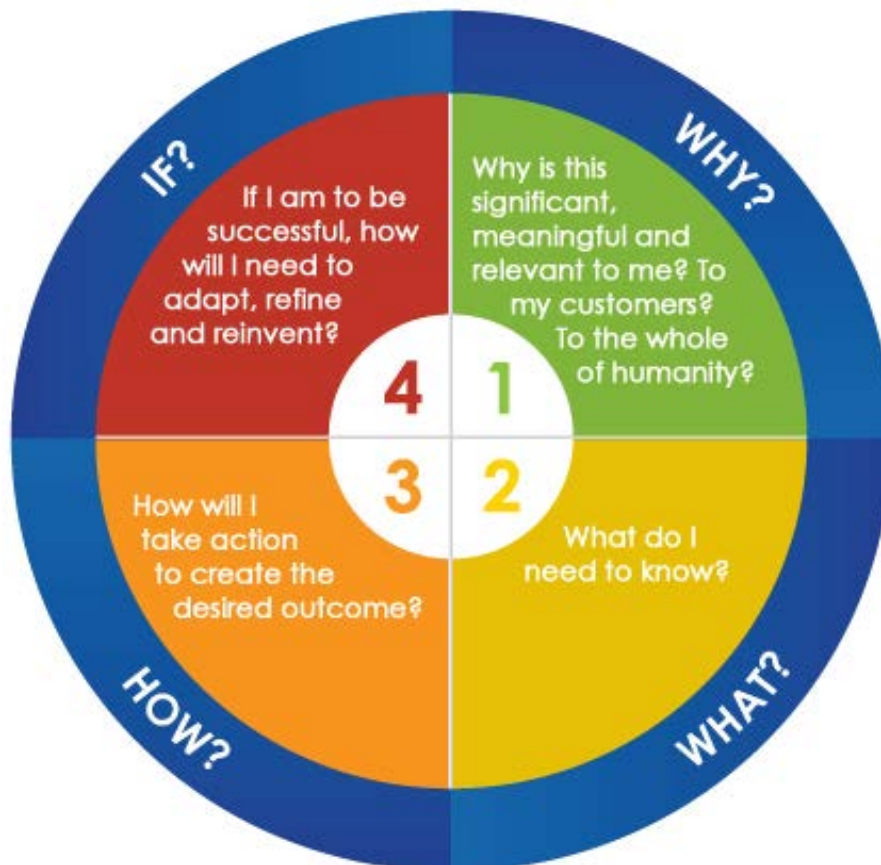 WHY?
Why is this
significant,
meaningful and
relevant to me? To
my customers?
To the whole
of humanity?
1
WHAT?
What do I
need to know?
2
HOW?
How will I
take action
to create the
desired outcome?
3
IF?
If I am to be
successful, how
will I need to
adapt, refine
and reinvent?
4